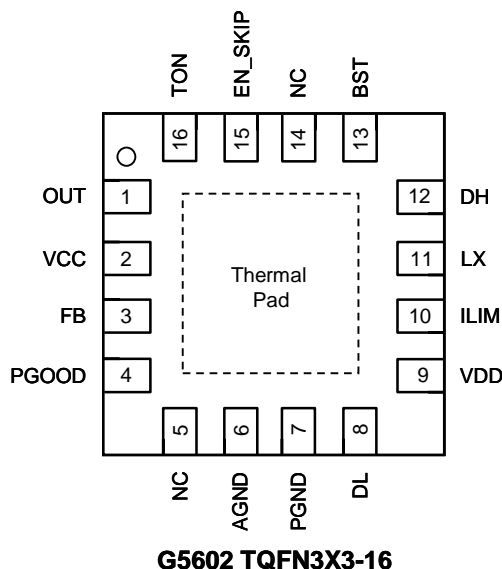 TON
EN_SKIP
NC
BST
16
15
14
13
OUT 1
12 DH
VCC 2
11 LX
Thermal
Pad
FB 3
10 ILIM
PGOOD 4
9 VDD
5
6
7
8
NC
AGND
PGND
DL
G5602 TQFN3X3-16